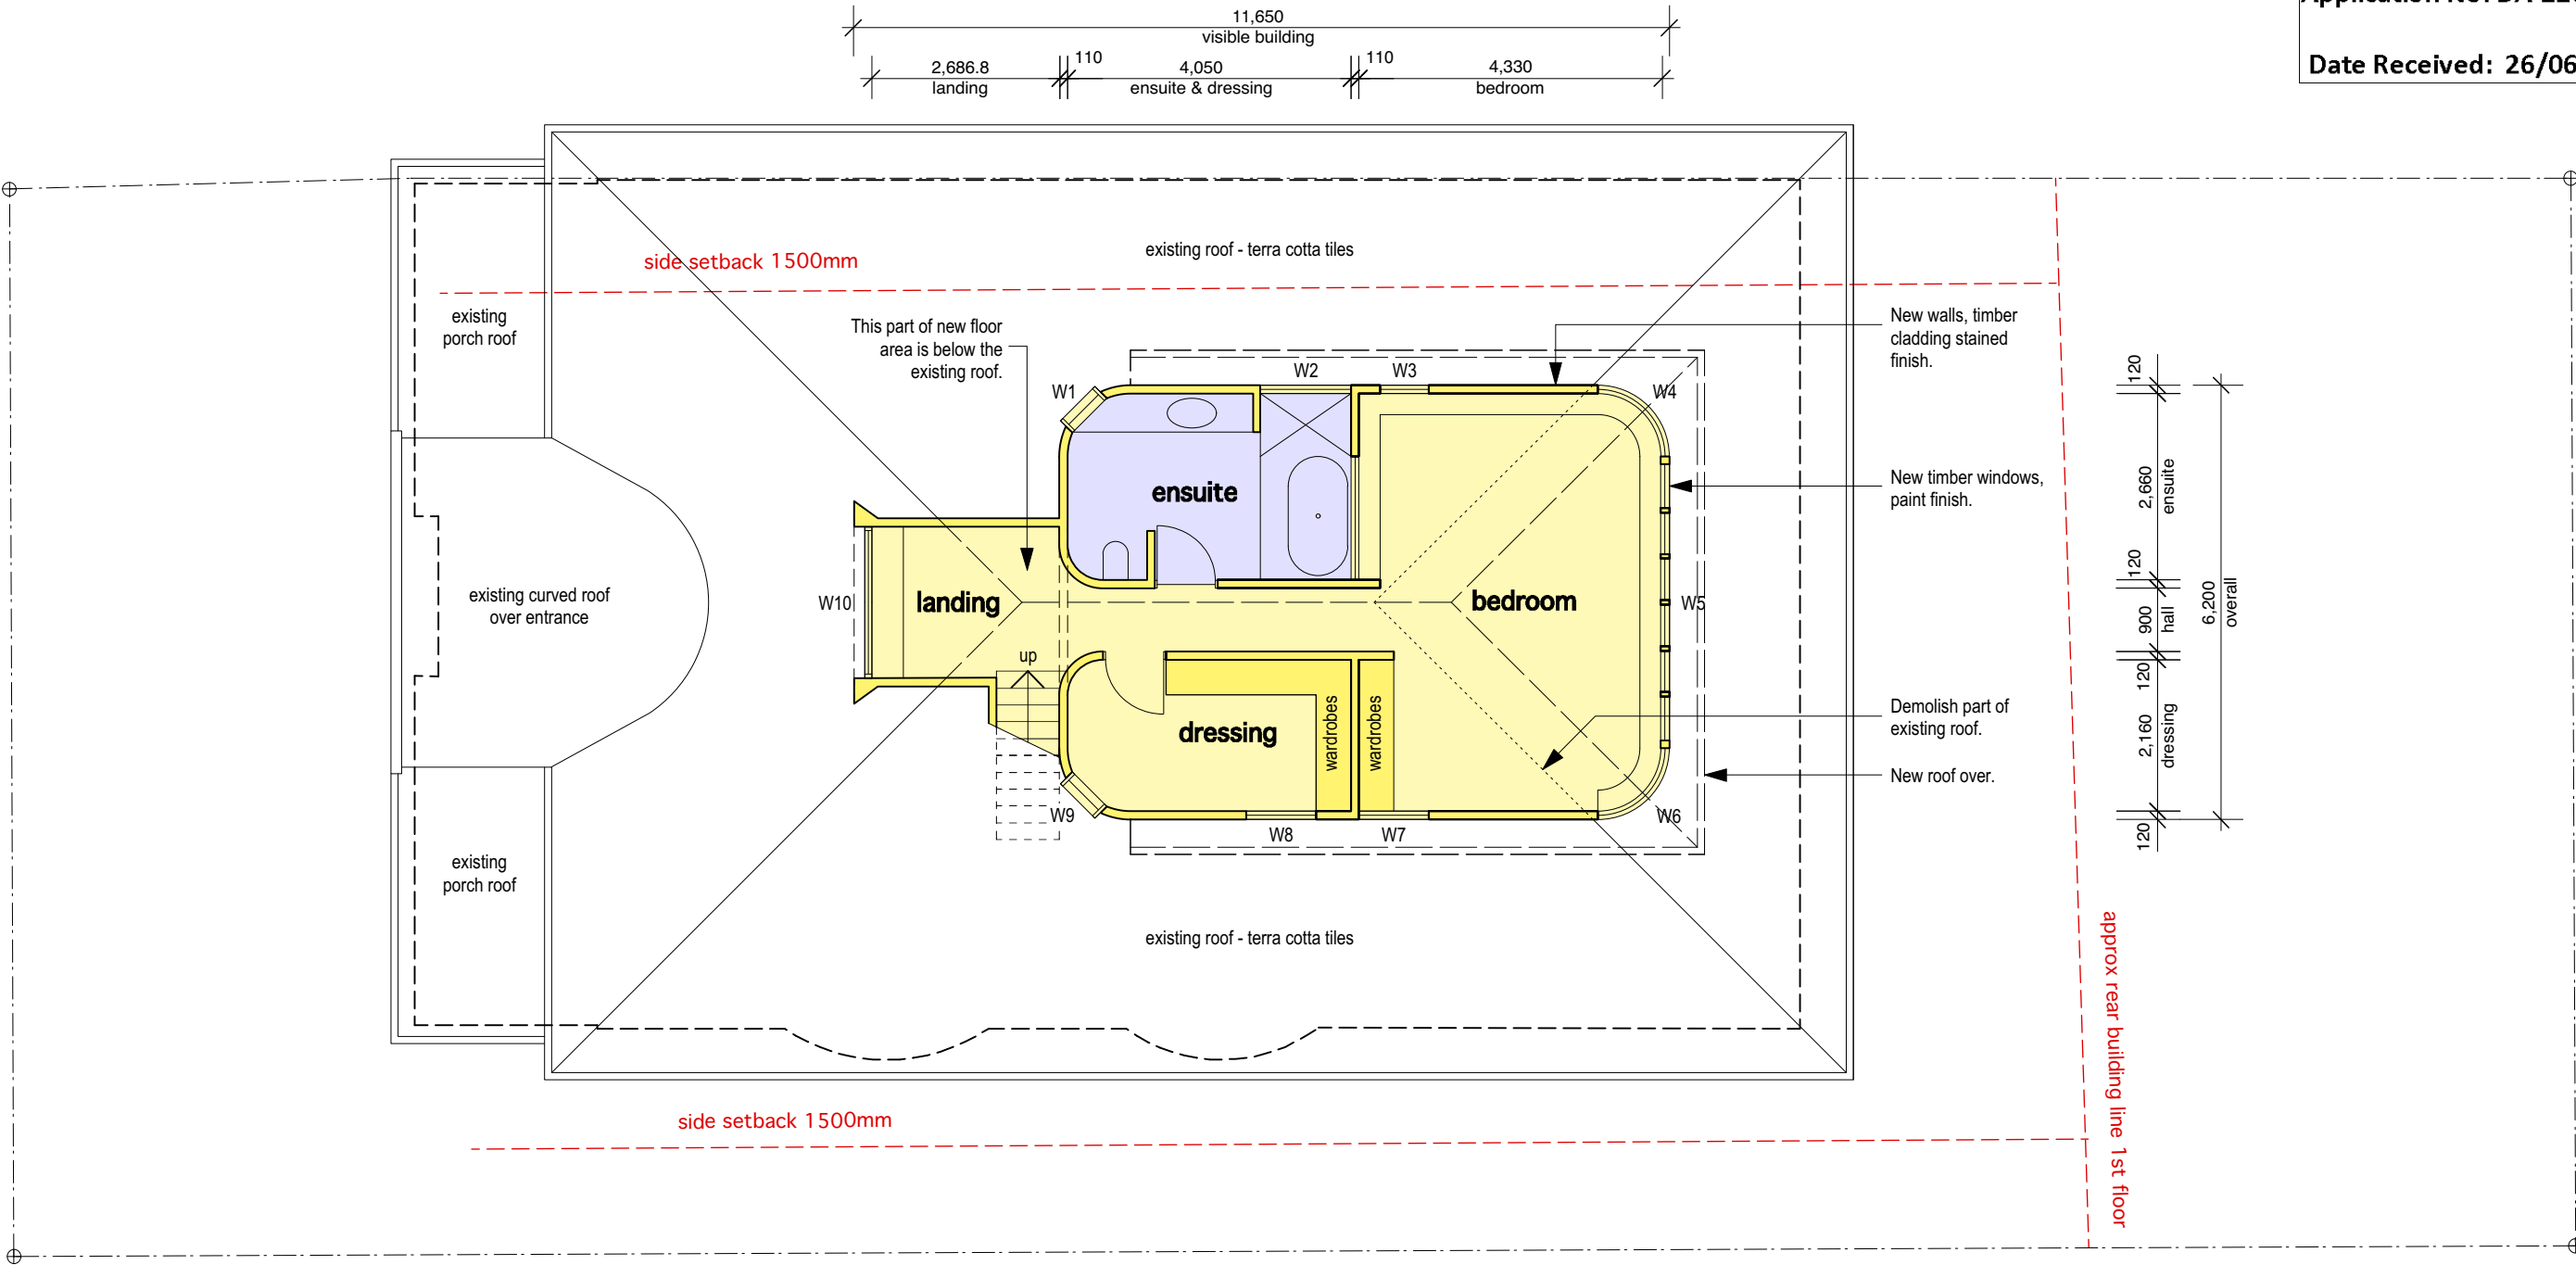 Date Received: 26/06
11,650
visible building
2,686.8
landing
110
4,050
ensuite & dressing
110
4,330
bedroom
existing roof - terra cotta tiles
side setback 1500mm
existing
porch roof
This part of new floor
area is below the
existing roof.
New walls, timber
cladding stained
finish.
W1
W2
W3
W4
ensuite
New timber windows,
paint finish.
existing curved roof
over entrance
W10
landing
bedroom
W5
up
dressing
wardrobes
wardrobes
Demolish part of
existing roof.
New roof over.
W9
W8
W7
W6
existing
porch roof
existing roof - terra cotta tiles
side setback 1500mm
approx rear building line 1st floor
120
2,660
ensuite
120
900
hall
120
2,160
dressing
120
6,200
overall